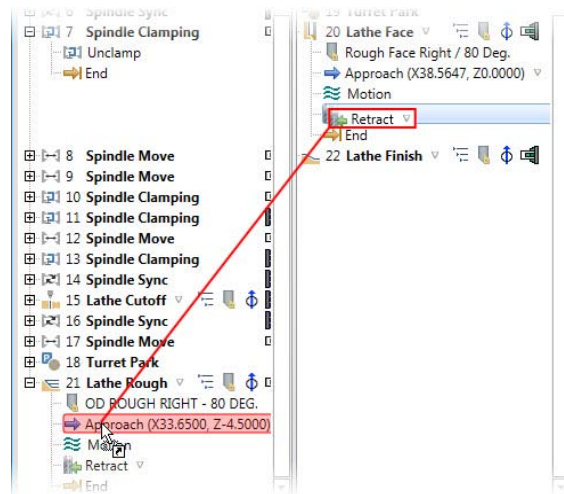 6 Spindle Sync
7 Spindle Clamping
Unclamp
End
8 Spindle Move
9 Spindle Move
10 Spindle Clamping
11 Spindle Clamping
12 Spindle Move
13 Spindle Clamping
14 Spindle Sync
15 Lathe Cutoff
16 Spindle Sync
17 Spindle Move
18 Turret Park
21 Lathe Rough
OD ROUGH RIGHT - 80 DEG.
Approach (X33.6500, Z-4.5000)
Motion
Retract
End
19 Turret Park
20 Lathe Face
Rough Face Right / 80 Deg.
Approach (X38.5647, Z0.0000)
Motion
Retract
End
22 Lathe Finish